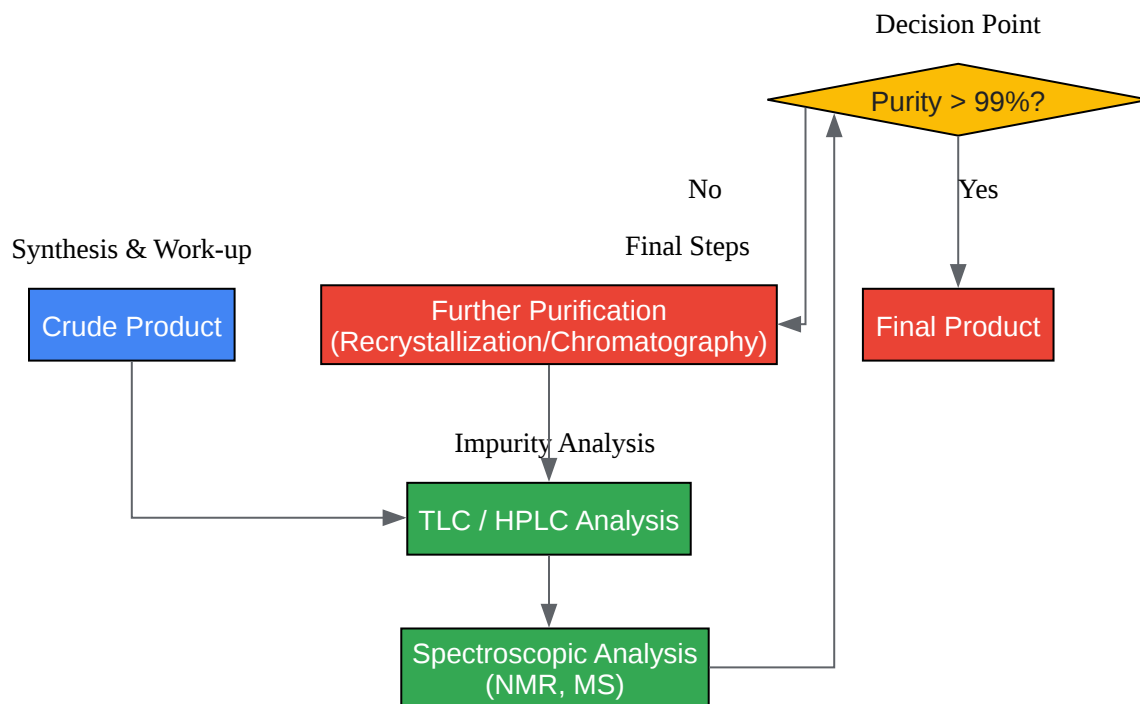 Decision Point
Purity > 99%?
No
Yes
Synthesis & Work-up
Final Steps
Crude Product
Further Purification
(Recrystallization/Chromatography)
Final Product
Impurity Analysis
TLC / HPLC Analysis
Spectroscopic Analysis
(NMR, MS)